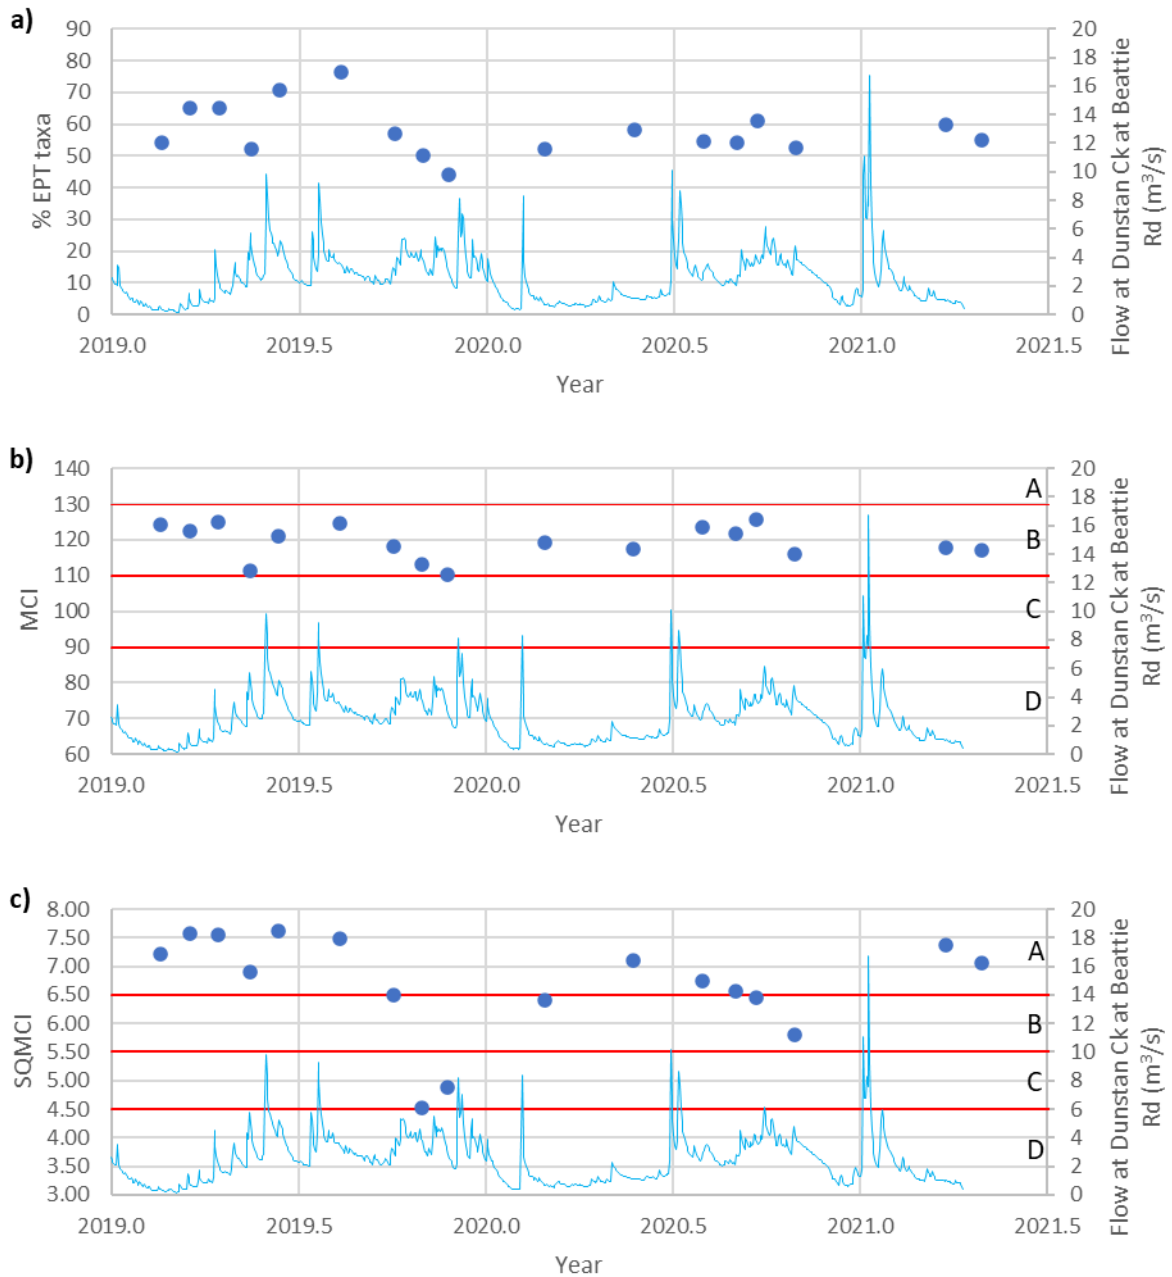 a)
90
80
70
60
50
40
30
20
10
0
% EPT taxa
20
18
16
14
12
10
8
6
4
2
0
Flow at Dunstan Ck at Beattie
Rd (m³/s)
2019.0 2019.5 2020.0 2020.5 2021.0 2021.5
Year
b)
140
130
120
110
100
90
80
70
60
MCI
A
B
C
D
20
18
16
14
12
10
8
6
4
2
0
Flow at Dunstan Ck at Beattie
Rd (m³/s)
2019.0 2019.5 2020.0 2020.5 2021.0 2021.5
Year
c)
8.00
7.50
7.00
6.50
6.00
5.50
5.00
4.50
4.00
3.50
3.00
SQMCI
A
B
C
D
20
18
16
14
12
10
8
6
4
2
0
Flow at Dunstan Ck at Beattie
Rd (m³/s)
2019.0 2019.5 2020.0 2020.5 2021.0 2021.5
Year